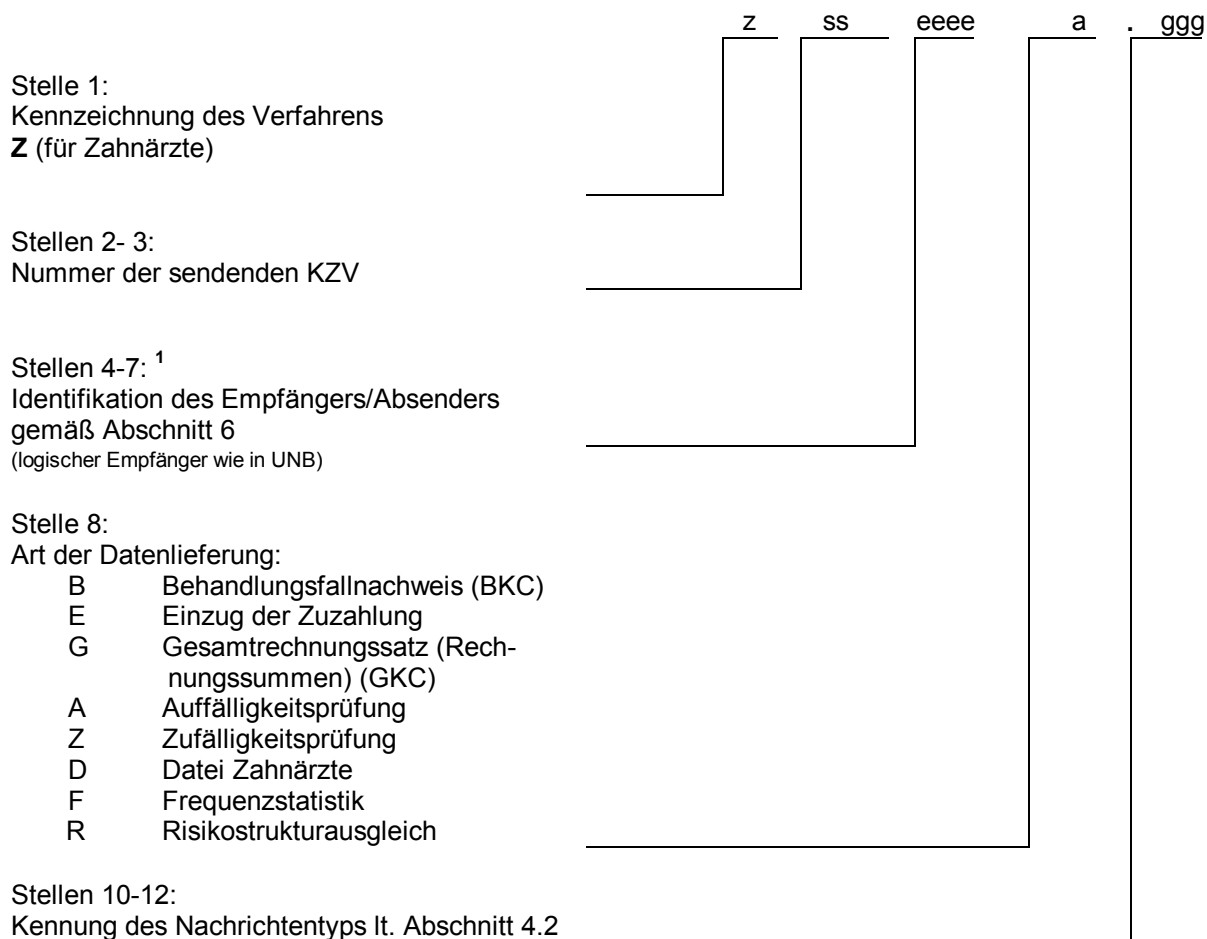 z ss eeee a . ggg
Stelle 1:
Kennzeichnung des Verfahrens
Z (für Zahnärzte)
Stellen 2- 3:
Nummer der sendenden KZV
Stellen 4-7: 1
Identifikation des Empfängers/Absenders
gemäß Abschnitt 6
(logischer Empfänger wie in UNB)
Stelle 8:
Art der Datenlieferung:
B Behandlungsfallnachweis (BKC)
E Einzug der Zuzahlung
G Gesamtrechnungssatz (Rech-
nungssummen) (GKC)
A Auffälligkeitsprüfung
Z Zufälligkeitsprüfung
D Datei Zahnärzte
F Frequenzstatistik
R Risikostrukturausgleich
Stellen 10-12:
Kennung des Nachrichtentyps lt. Abschnitt 4.2